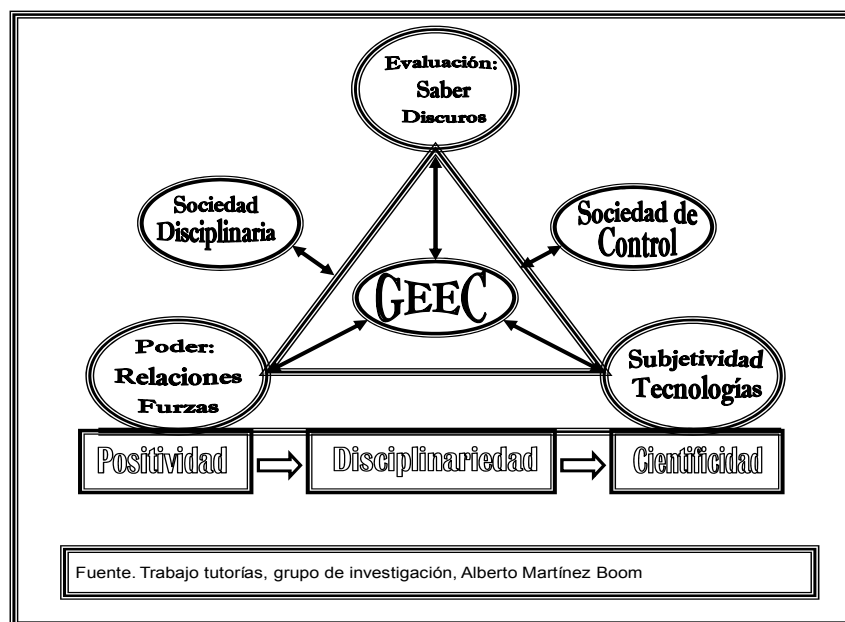 Evaluación:
Saber
Discuros
Sociedad
Disciplinaria
Sociedad de
Control
GEEC
Poder:
Relaciones
Furzas
Subjetividad
Tecnologías
Positividad
Disciplinariedad
Cientificidad
Fuente. Trabajo tutorías, grupo de investigación, Alberto Martínez Boom